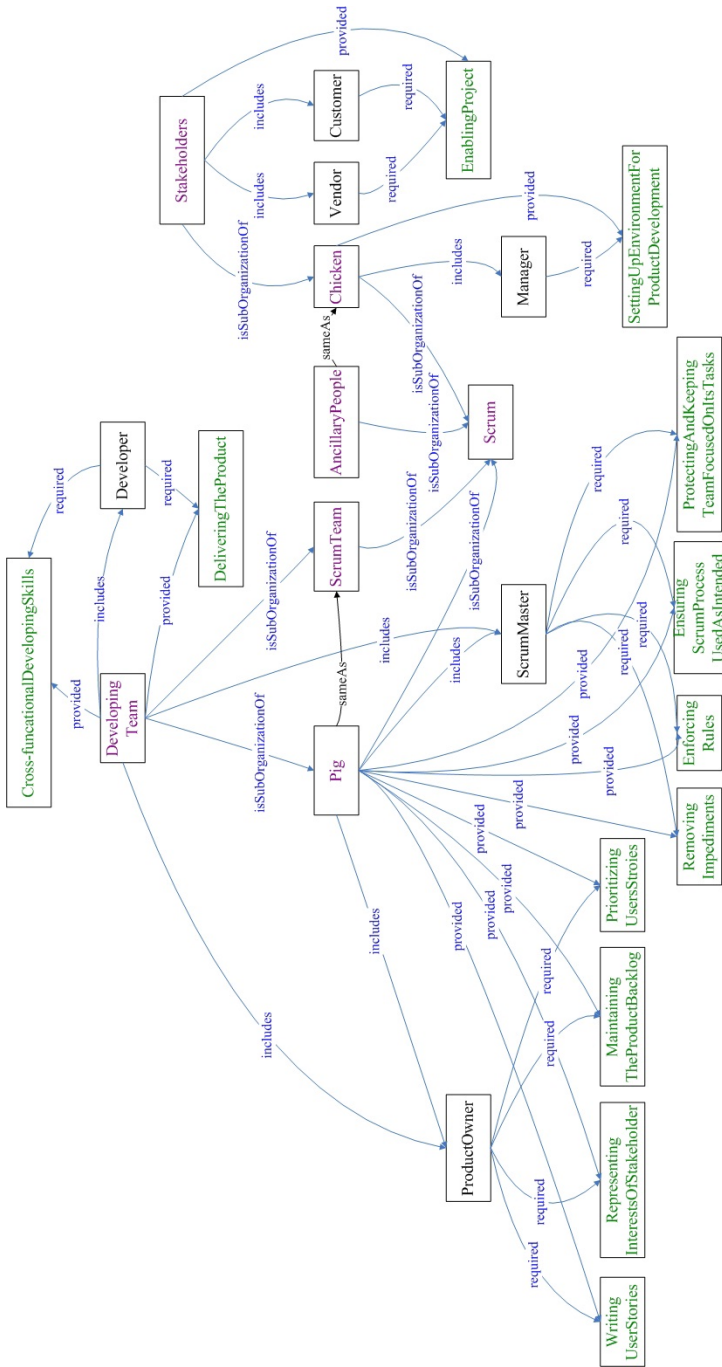 Cross-funcationalDevelopingSkills
provided
required
Developing
Team
includes
Developer
Stakeholders
provided
required
provided
includes
includes
DeliveringTheProduct
isSubOrganizationOf
isSubOrganizationOf
isSubOrganizationOf
includes
includes
Pig
sameAs
ScrumTeam
AncillaryPeople
sameAs
Chicken
Vendor
Customer
required
required
includes
includes
isSubOrganizationOf
isSubOrganizationOf
isSubOrganizationOf
isSubOrganizationOf
includes
provided
EnablingProject
ProductOwner
Scrum
ScrumMaster
Manager
provided
provided
provided
provided
provided
provided
provided
provided
required
required
required
required
required
required
required
required
required
Writing
UserStories
Representing
InterestsOfStakeholder
Maintaining
TheProductBacklog
Prioritizing
UsersStroies
SettingUpEnvironmentFor
ProductDevelopment
Removing
Impediments
Enforcing
Rules
Ensuring
ScrumProcess
UsedAsIntended
ProtectingAndKeeping
TeamFocusedOnItsTasks